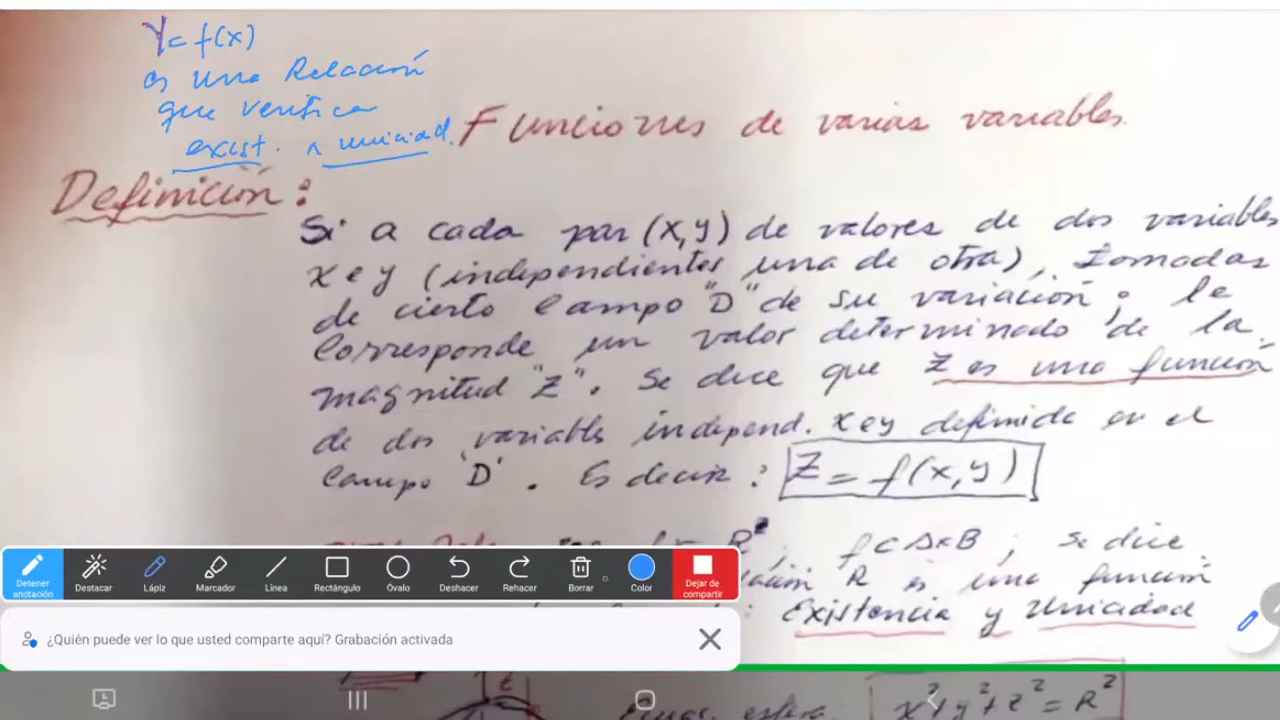 y = f(x)
es una Relación
que verifica
exist. ∧ unicidad.
Funciones de varias variables.
Definición:
Si a cada par (x,y) de valores de dos variables
x e y (independientes una de otra), tomadas
de cierto campo "D" de su variación; le
corresponde un valor determinado de la
magnitud "Z". Se dice que Z es una función
de dos variables independ. x e y definida en el
campo "D". Es decir: Z = f(x,y)
R², f ⊂ A×B; se dice
R es una función
: Existencia y Unicidad
Detener anotación
Destacar
Lápiz
Marcador
Línea
Rectángulo
Óvalo
Deshacer
Rehacer
Borrar
Color
Dejar de compartir
¿Quién puede ver lo que usted comparte aquí? Grabación activada
esfera x²+y²+z² = R²